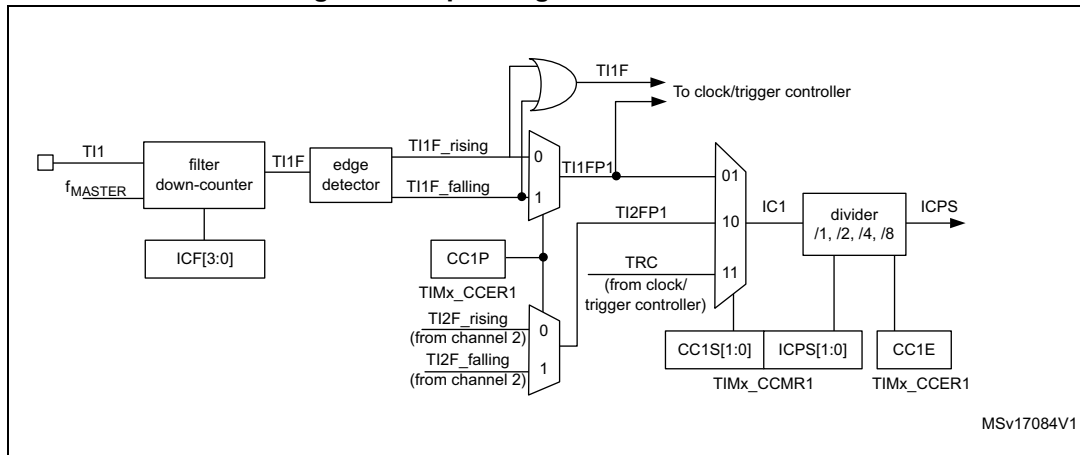 TI1F
To clock/trigger controller
TI1
f MASTER
filter
down-counter
TI1F
edge
detector
TI1F_rising
TI1F_falling
0
1
TI1FP1
01
10
11
TI2FP1
IC1
divider
/1, /2, /4, /8
ICPS
ICF[3:0]
CC1P
TIMx_CCER1
TRC
(from clock/
trigger controller)
TI2F_rising
(from channel 2)
TI2F_falling
(from channel 2)
0
1
CC1S[1:0]
ICPS[1:0]
CC1E
TIMx_CCMR1
TIMx_CCER1
MSv17084V1